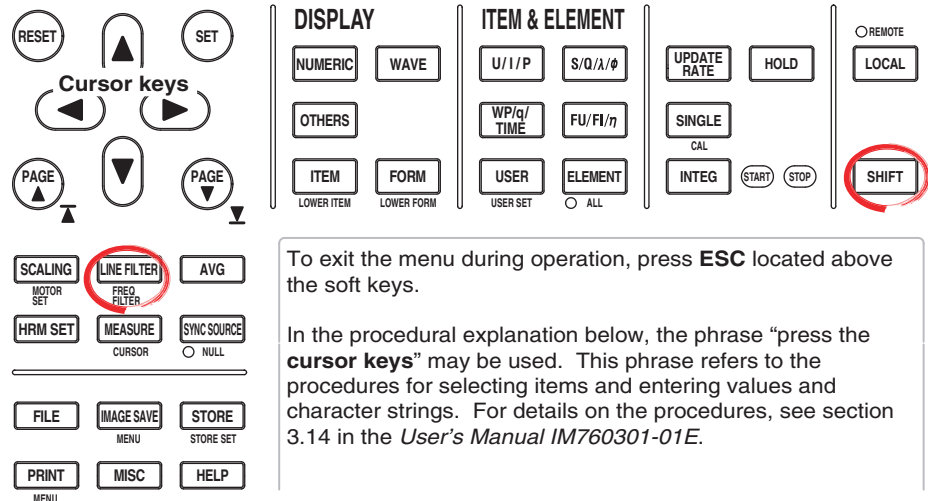 RESET
SET
Cursor keys
PAGE
PAGE
DISPLAY
NUMERIC
WAVE
OTHERS
ITEM
FORM
LOWER ITEM
LOWER FORM
ITEM & ELEMENT
U/I/P
S/Q/λ/ø
WP/q/
TIME
FU/FI/η
USER
ELEMENT
USER SET
ALL
UPDATE
RATE
HOLD
SINGLE
CAL
INTEG
START
STOP
REMOTE
LOCAL
SHIFT
SCALING
LINE FILTER
AVG
MOTOR
SET
FREQ
FILTER
HRM SET
MEASURE
SYNC SOURCE
CURSOR
NULL
FILE
IMAGE SAVE
STORE
MENU
STORE SET
PRINT
MISC
HELP
MENU
To exit the menu during operation, press ESC located above
the soft keys.
In the procedural explanation below, the phrase “press the
cursor keys” may be used. This phrase refers to the
procedures for selecting items and entering values and
character strings. For details on the procedures, see section
3.14 in the User’s Manual IM760301-01E.